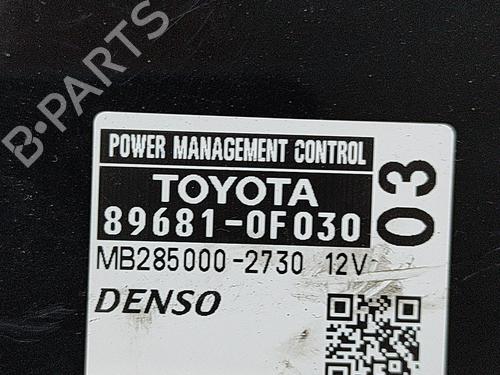 B-PARTS
POWER MANAGEMENT CONTROL
TOYOTA
89681-0F030
03
MB285000-2730 12V
DENSO